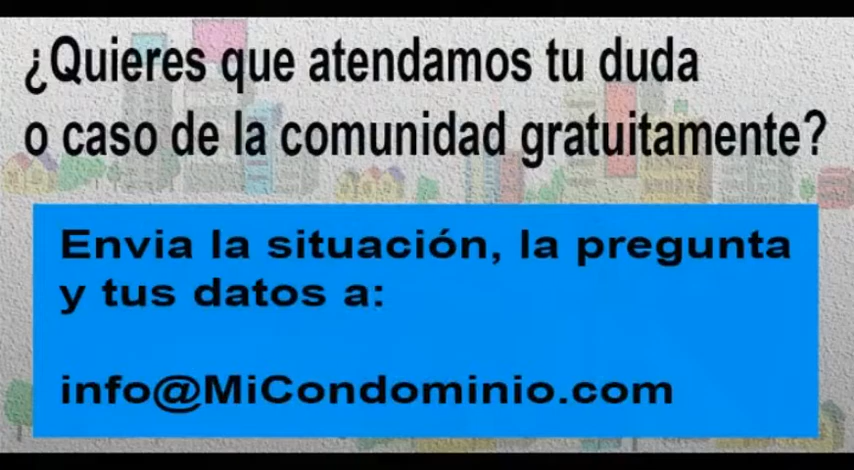 ¿Quieres que atendamos tu duda
o caso de la comunidad gratuitamente?
Envia la situación, la pregunta
y tus datos a:
info@MiCondominio.com